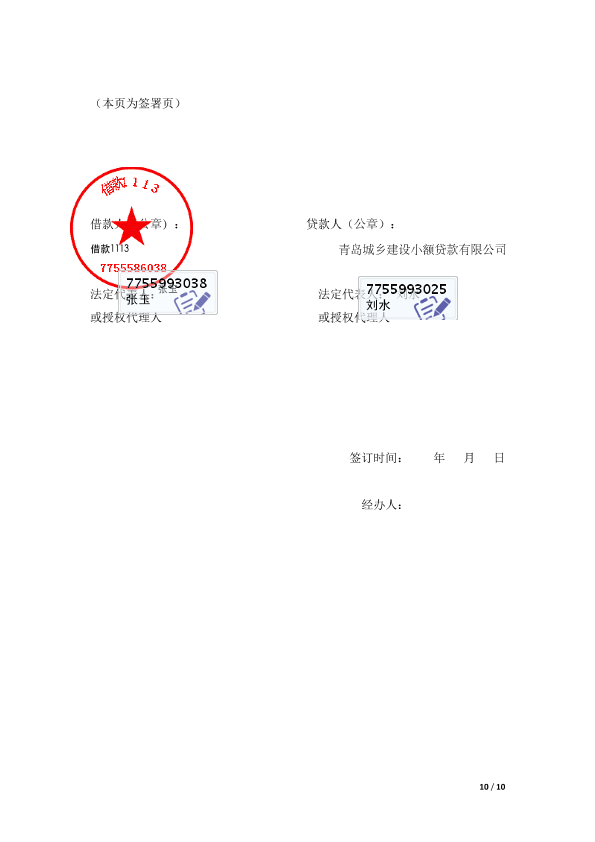 （本页为签署页）
借款1113
借款人（公章）：
贷款人（公章）：
借款1113
青岛城乡建设小额贷款有限公司
7755586038
7755993038
张玉
法定代表人：张玉
7755993025
刘水
法定代表人：刘水
或授权代理人
或授权代理人
签订时间： 年 月 日
经办人：
10 / 10